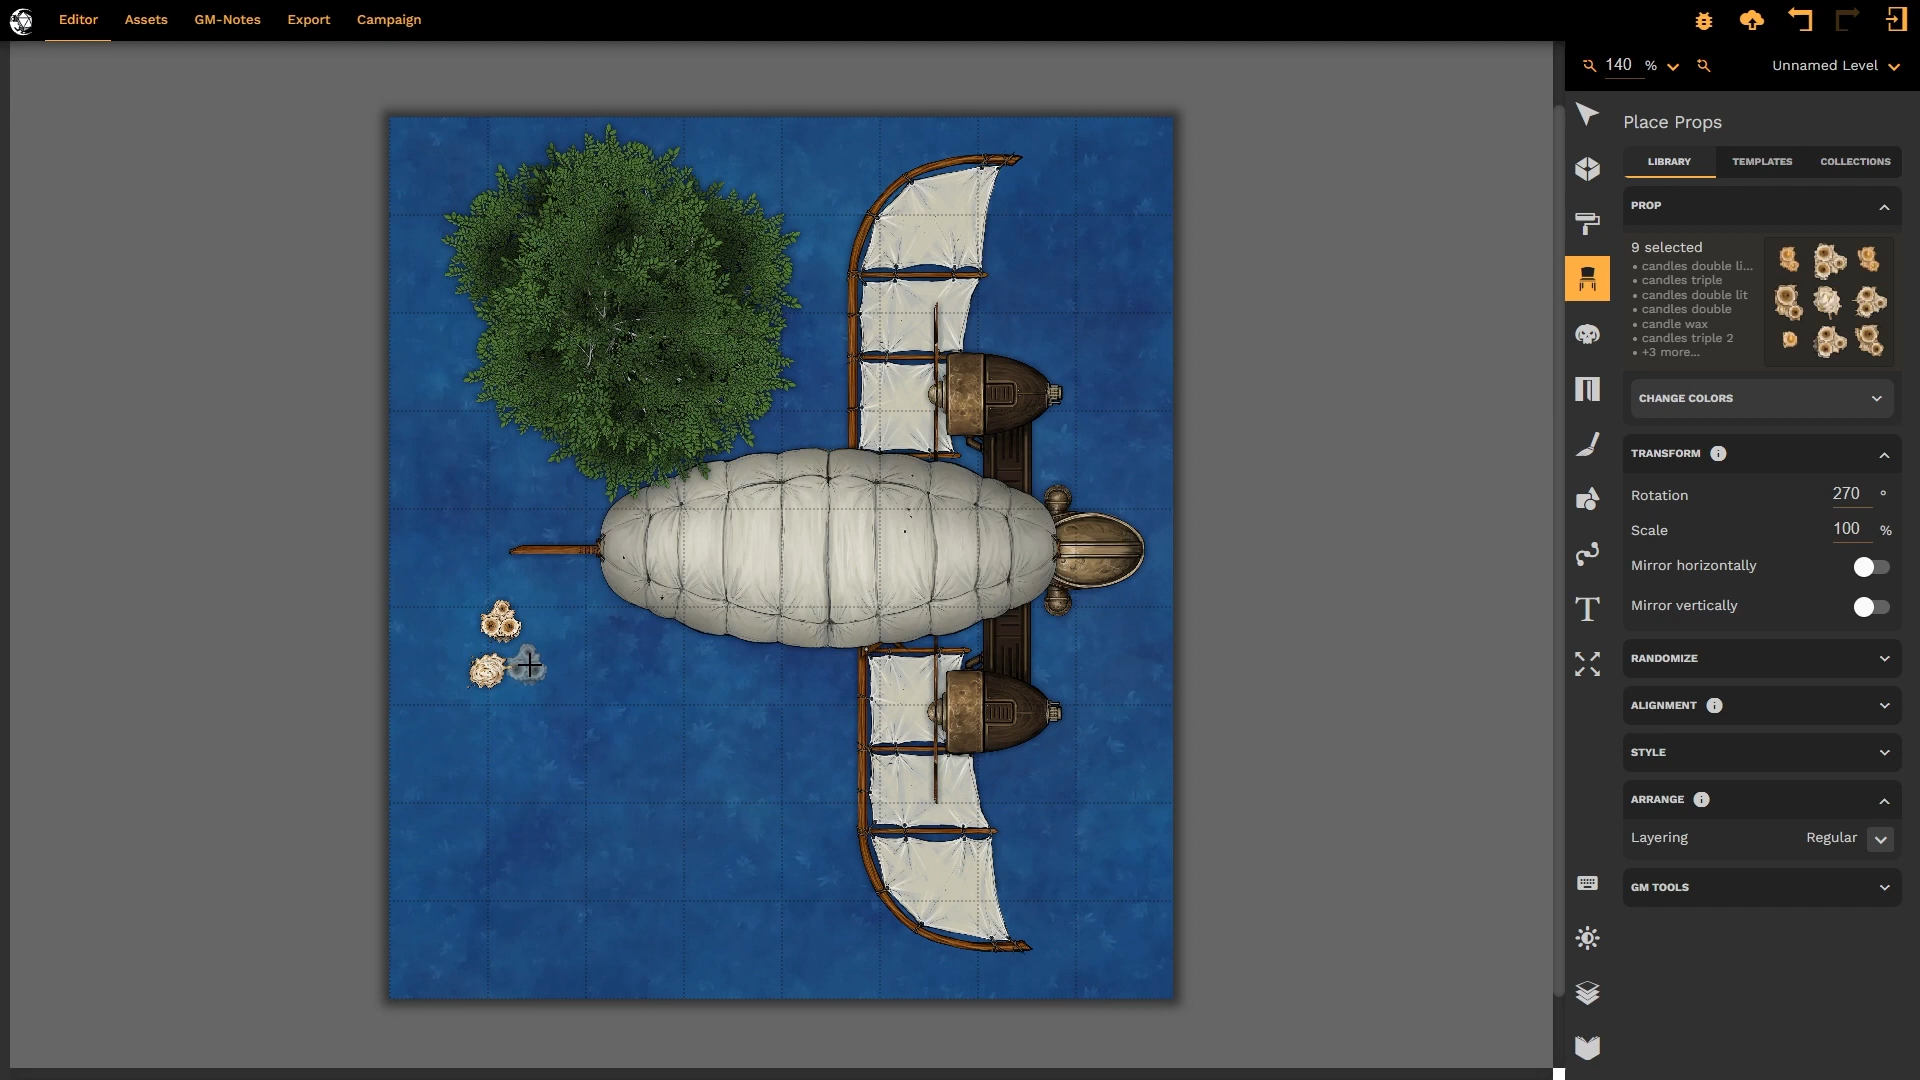 Editor
Assets
GM-Notes
Export
Campaign
140 %
Unnamed Level
Place Props
LIBRARY
TEMPLATES
COLLECTIONS
PROP
9 selected
• candles double li...
• candles triple
• candles double lit
• candles double
• candle wax
• candles triple 2
• +3 more...
CHANGE COLORS
TRANSFORM i
Rotation 270 °
Scale 100 %
Mirror horizontally
Mirror vertically
RANDOMIZE
ALIGNMENT i
STYLE
ARRANGE i
Layering Regular
GM TOOLS